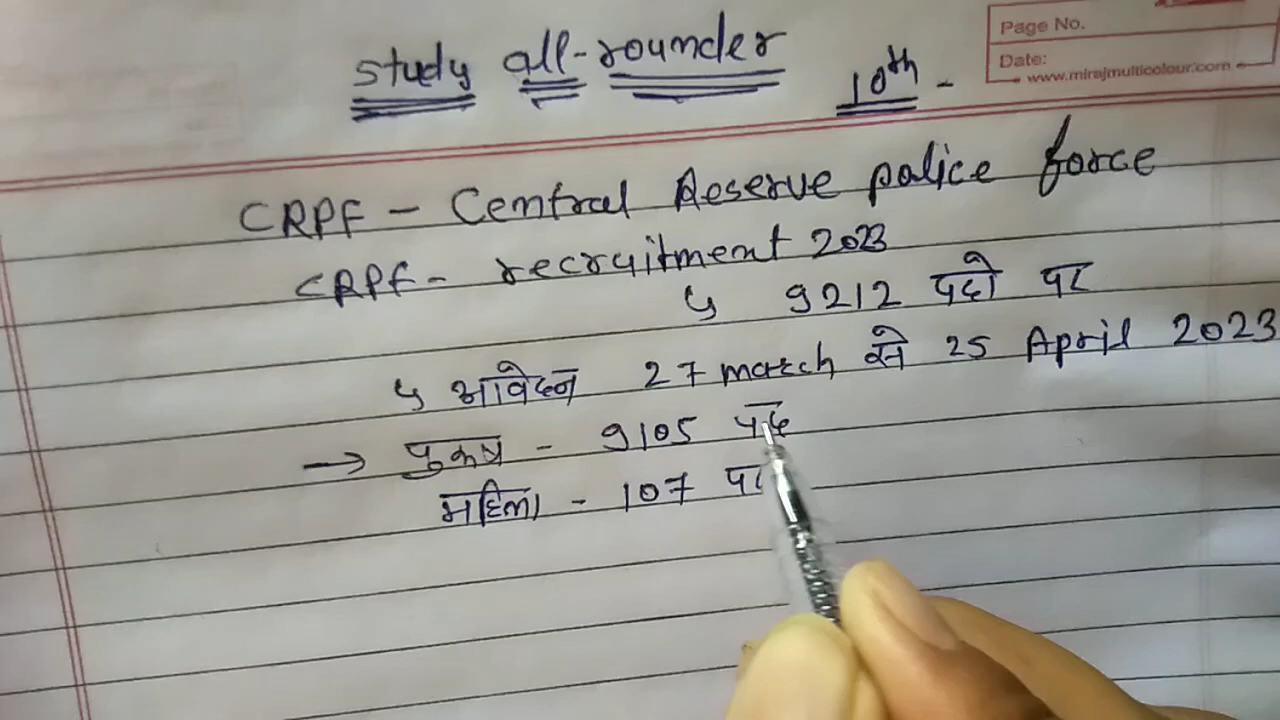 Page No.
Date:
www.mirajmulticolour.com
study all-rounder 10th -
CRPF - Central Reserve police force
CRPF - recruitment 2023
↳ 9212 पदो पर
↳ आवेदन 27 march से 25 April 2023
→ पुरुष - 9105 पद
महिला - 107 पद